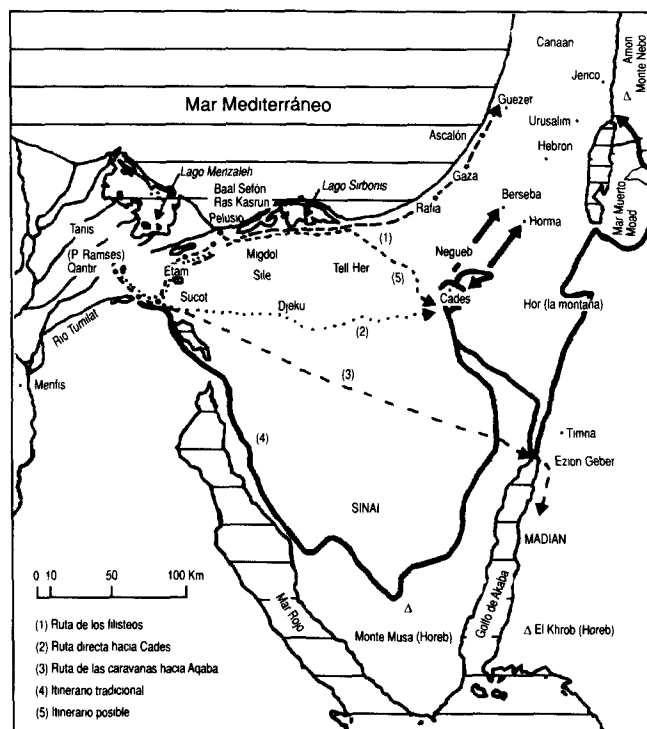 Canaan
Amon
Monte Nebo
Jerico
Mar Mediterráneo
Guezer
Urusalim
Ascalón
Hebron
Lago Menzaleh
Lago Sirbonis
Gaza
Baal Sefón
Ras Kasrun
Pelusio
Berseba
Rafia
Mar Muerto
Moab
Tanis
Horma
(1)
Negueb
(P Ramses)
Qantir
Migdol
Etam
Sile
Tell Her
(5)
Sucot
Djeku
Cades
Hor (la montaña)
Rio Tumilat
(2)
Menfis
(3)
(4)
Timna
Ezion Geber
SINAI
MADIAN
0 10 50 100 Km
Mar Rojo
Golfo de Akaba
Monte Musa (Horeb)
El Khrob (Horeb)
(1) Ruta de los filisteos
(2) Ruta directa hacia Cades
(3) Ruta de las caravanas hacia Aqaba
(4) Itinerano tradicional
(5) Itinerano posible